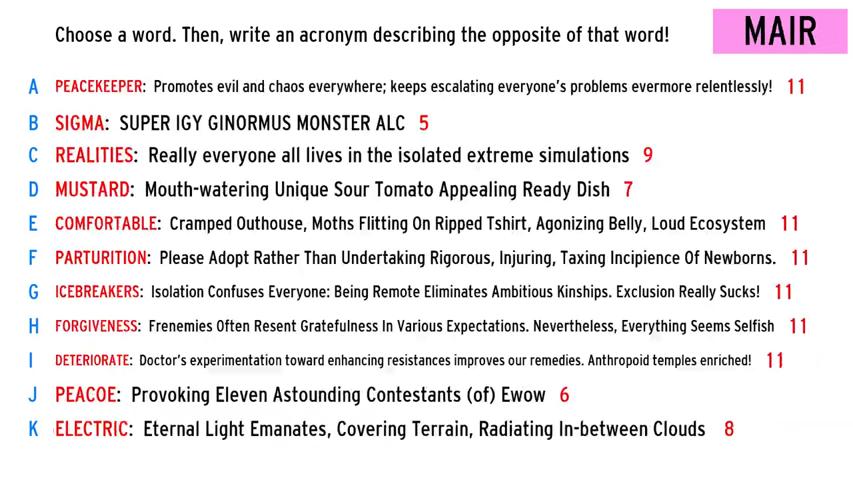 Choose a word. Then, write an acronym describing the opposite of that word!
MAIR
A PEACEKEEPER: Promotes evil and chaos everywhere; keeps escalating everyone's problems evermore relentlessly! 11
B SIGMA: SUPER IGY GINORMUS MONSTER ALC 5
C REALITIES: Really everyone all lives in the isolated extreme simulations 9
D MUSTARD: Mouth-watering Unique Sour Tomato Appealing Ready Dish 7
E COMFORTABLE: Cramped Outhouse, Moths Flitting On Ripped Tshirt, Agonizing Belly, Loud Ecosystem 11
F PARTURITION: Please Adopt Rather Than Undertaking Rigorous, Injuring, Taxing Incipience Of Newborns. 11
G ICEBREAKERS: Isolation Confuses Everyone: Being Remote Eliminates Ambitious Kinships. Exclusion Really Sucks! 11
H FORGIVENESS: Frenemies Often Resent Gratefulness In Various Expectations. Nevertheless, Everything Seems Selfish 11
I DETERIORATE: Doctor's experimentation toward enhancing resistances improves our remedies. Anthropoid temples enriched! 11
J PEACOE: Provoking Eleven Astounding Contestants (of) Ewow 6
K ELECTRIC: Eternal Light Emanates, Covering Terrain, Radiating In-between Clouds 8